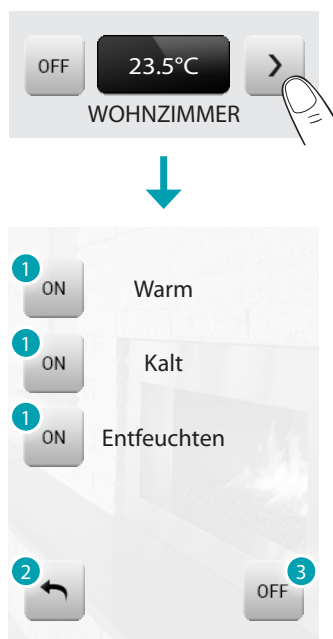 OFF 23.5°C
WOHNZIMMER
1
ON Warm
1
ON Kalt
1
ON Entfeuchten
2 3
OFF